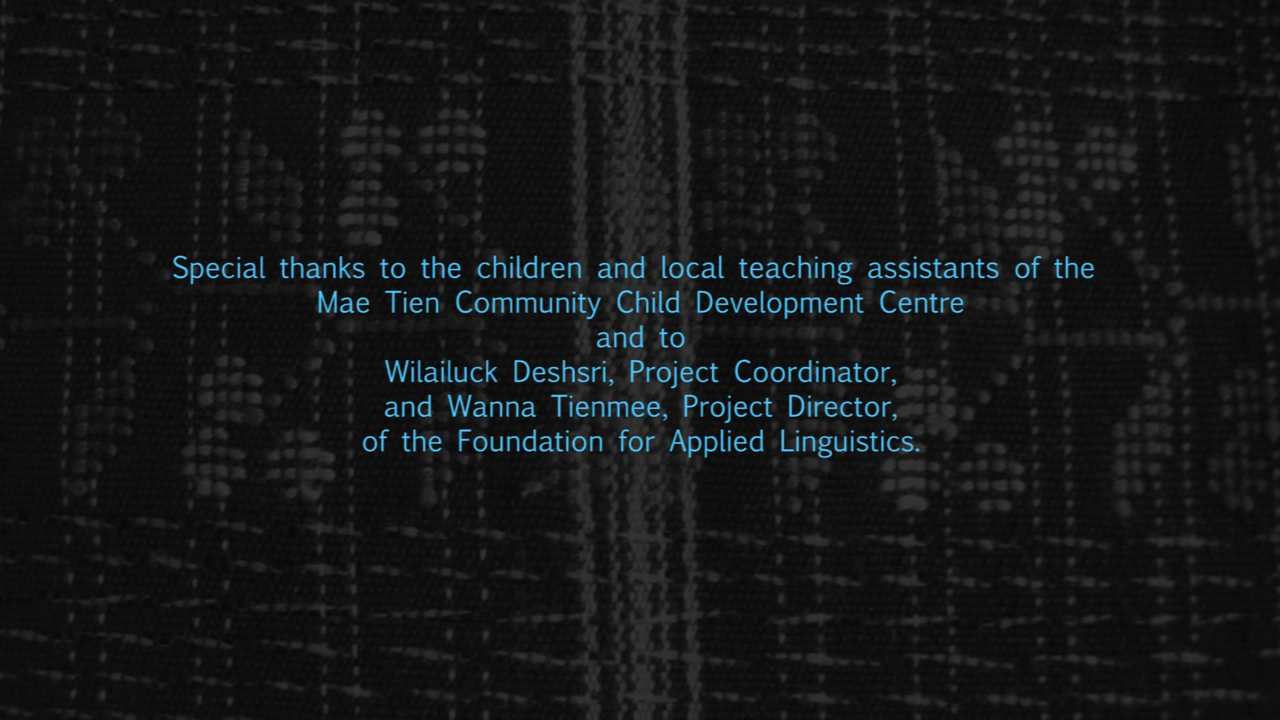 Special thanks to the children and local teaching assistants of the
Mae Tien Community Child Development Centre
and to
Wilailuck Deshsri, Project Coordinator,
and Wanna Tienmee, Project Director,
of the Foundation for Applied Linguistics.